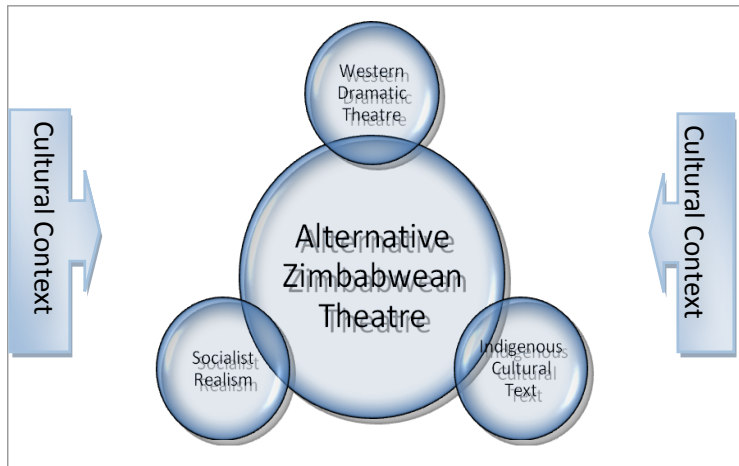 Western
Dramatic
Theatre
Cultural Context
Cultural Context
Alternative
Zimbabwean
Theatre
Socialist
Realism
Indigenous
Cultural
Text